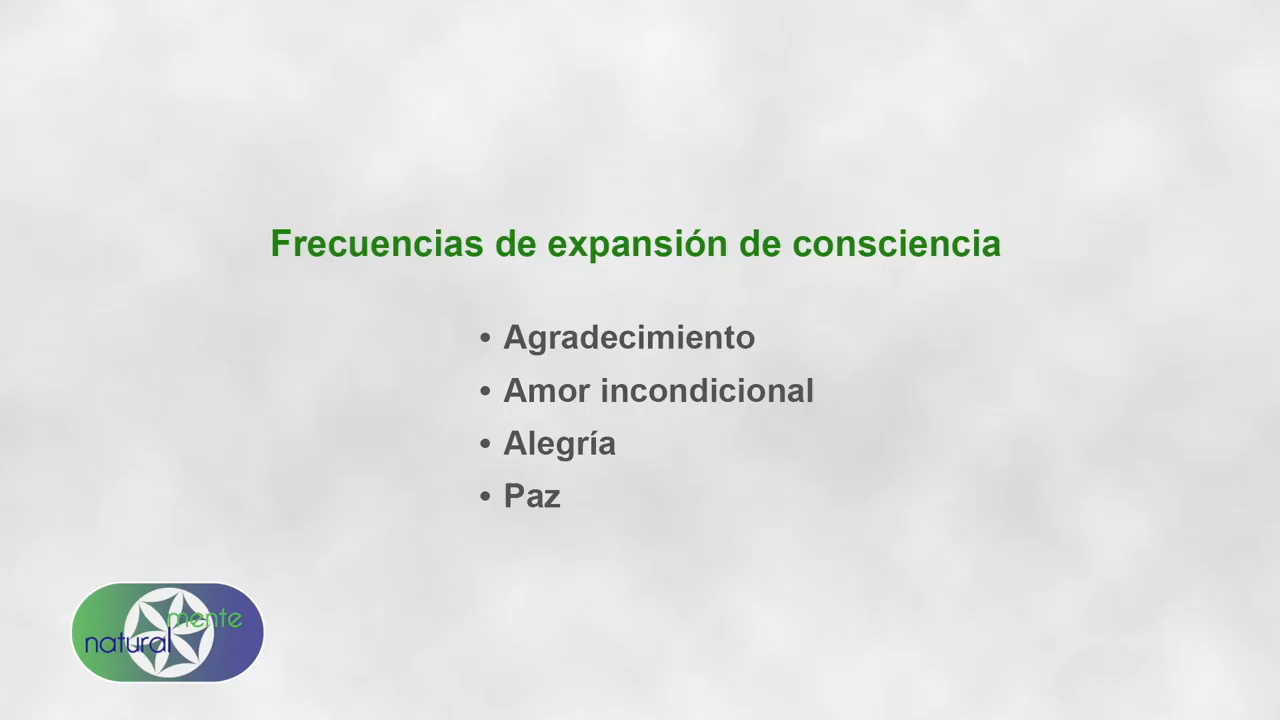 Frecuencias de expansión de consciencia
• Agradecimiento
• Amor incondicional
• Alegría
• Paz
mente
natural